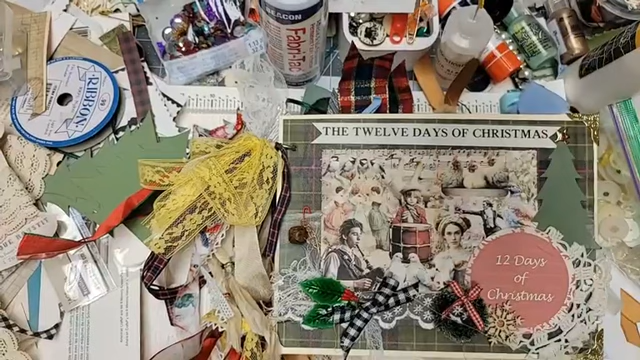 BEACON
Fabri-Tac
RIBBON
THE TWELVE DAYS OF CHRISTMAS
12 Days
of
Christmas